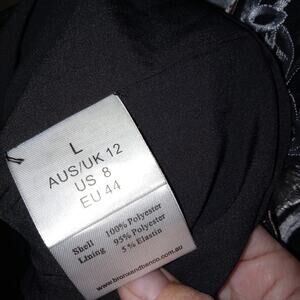 L
AUS/UK 12
US 8
EU 44
Shell 100% Polyester
Lining 95% Polyester
5% Elastin
www.bronxandbanco.com.au